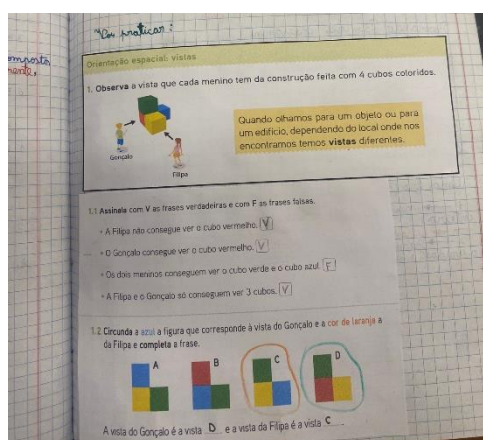 Vou praticar:
Orientação espacial: vistas
1. Observa a vista que cada menino tem da construção feita com 4 cubos coloridos.
Gonçalo
Filipa
Quando olhamos para um objeto ou para
um edifício, dependendo do local onde nos
encontramos temos vistas diferentes.
1.1 Assinala com V as frases verdadeiras e com F as frases falsas.
• A Filipa não consegue ver o cubo vermelho. V
• O Gonçalo consegue ver o cubo vermelho. V
• Os dois meninos conseguem ver o cubo verde e o cubo azul. F
• A Filipa e o Gonçalo só conseguem ver 3 cubos. V
1.2 Circunda a azul a figura que corresponde à vista do Gonçalo e a cor de laranja a
da Filipa e completa a frase.
A
B
C
D
A vista do Gonçalo é a vista D e a vista da Filipa é a vista C